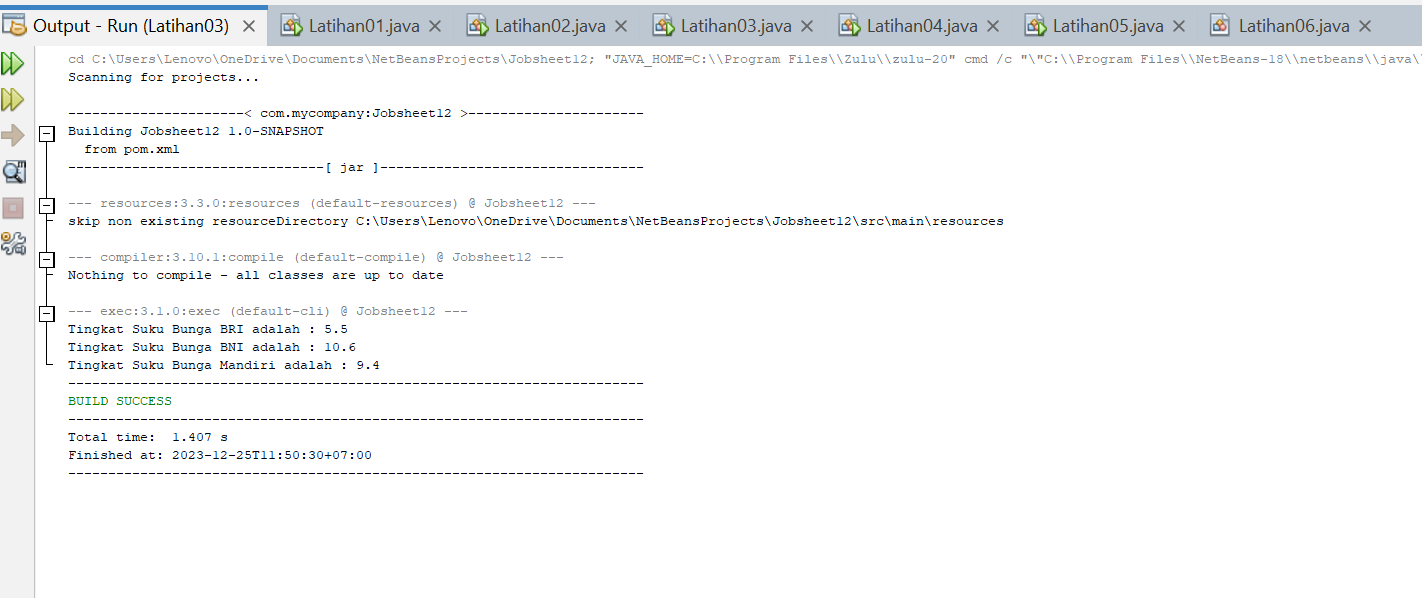 Output - Run (Latihan03) Latihan01.java Latihan02.java Latihan03.java Latihan04.java Latihan05.java Latihan06.java
cd C:\Users\Lenovo\OneDrive\Documents\NetBeansProjects\Jobsheet12; "JAVA_HOME=C:\\Program Files\\Zulu\\zulu-20" cmd /c "\"C:\\Program Files\\NetBeans-18\\netbeans\\java\\
Scanning for projects...
----------------------< com.mycompany:Jobsheet12 >----------------------
Building Jobsheet12 1.0-SNAPSHOT
from pom.xml
--------------------------------[ jar ]---------------------------------
--- resources:3.3.0:resources (default-resources) @ Jobsheet12 ---
skip non existing resourceDirectory C:\Users\Lenovo\OneDrive\Documents\NetBeansProjects\Jobsheet12\src\main\resources
--- compiler:3.10.1:compile (default-compile) @ Jobsheet12 ---
Nothing to compile - all classes are up to date
--- exec:3.1.0:exec (default-cli) @ Jobsheet12 ---
Tingkat Suku Bunga BRI adalah : 5.5
Tingkat Suku Bunga BNI adalah : 10.6
Tingkat Suku Bunga Mandiri adalah : 9.4
------------------------------------------------------------------------
BUILD SUCCESS
------------------------------------------------------------------------
Total time:  1.407 s
Finished at: 2023-12-25T11:50:30+07:00
------------------------------------------------------------------------